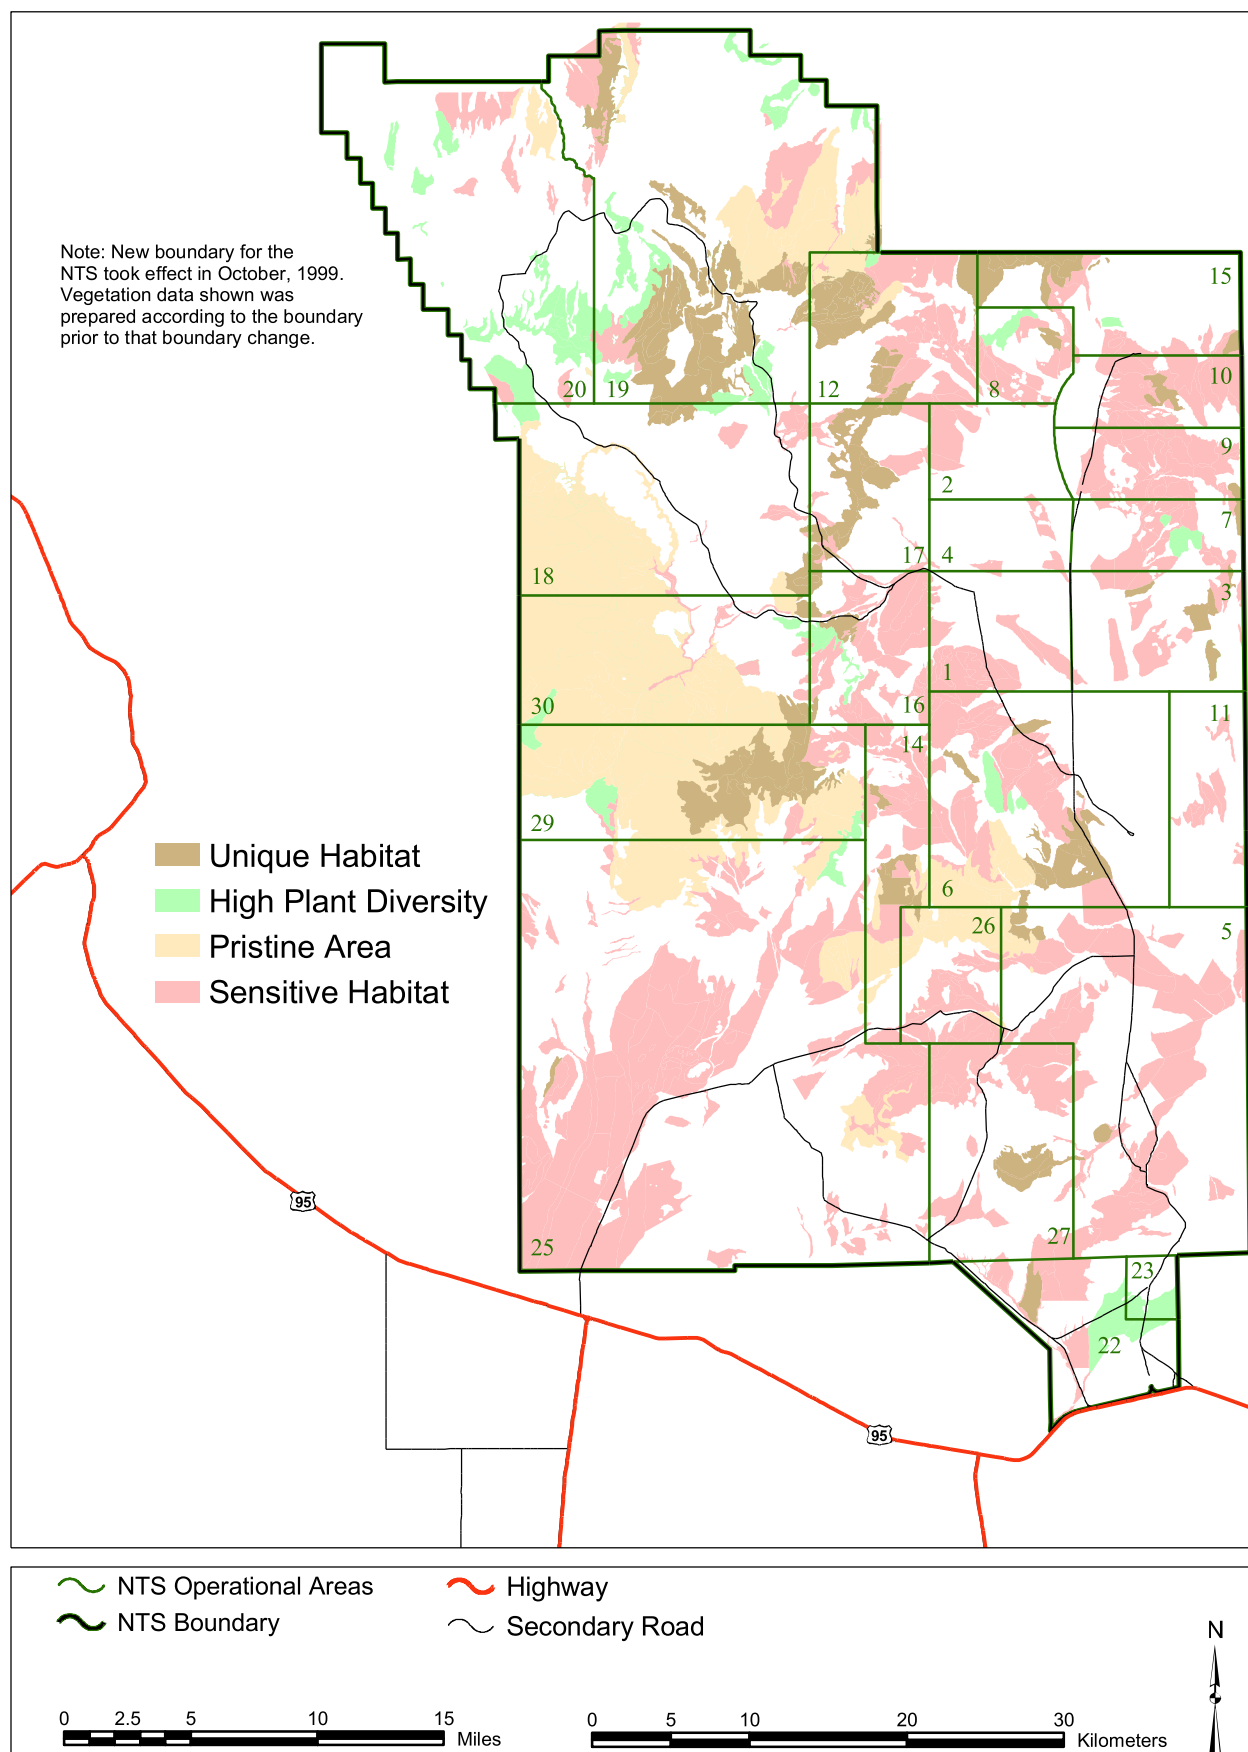 Note: New boundary for the
NTS took effect in October, 1999.
Vegetation data shown was
prepared according to the boundary
prior to that boundary change.
15
20
19
12
8
10
9
2
7
18
17
4
3
1
30
16
11
14
29
6
26
5
Unique Habitat
High Plant Diversity
Pristine Area
Sensitive Habitat
95
25
27
23
22
95
NTS Operational Areas
Highway
NTS Boundary
Secondary Road
N
0 2.5 5 10 15
Miles
0 5 10 20 30
Kilometers